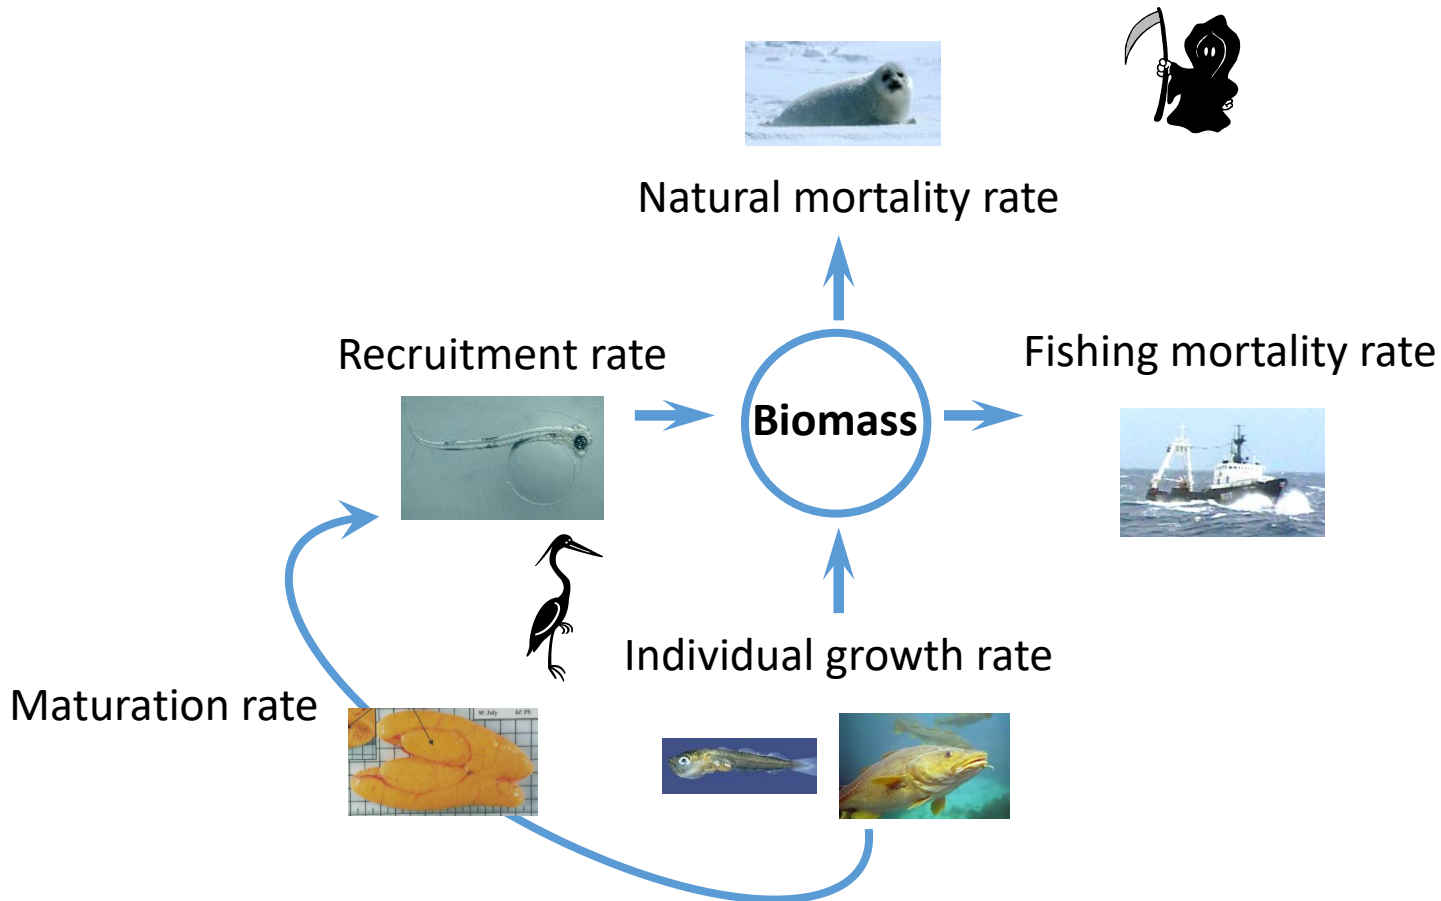 Natural mortality rate
Recruitment rate
Fishing mortality rate
Biomass
Individual growth rate
Maturation rate